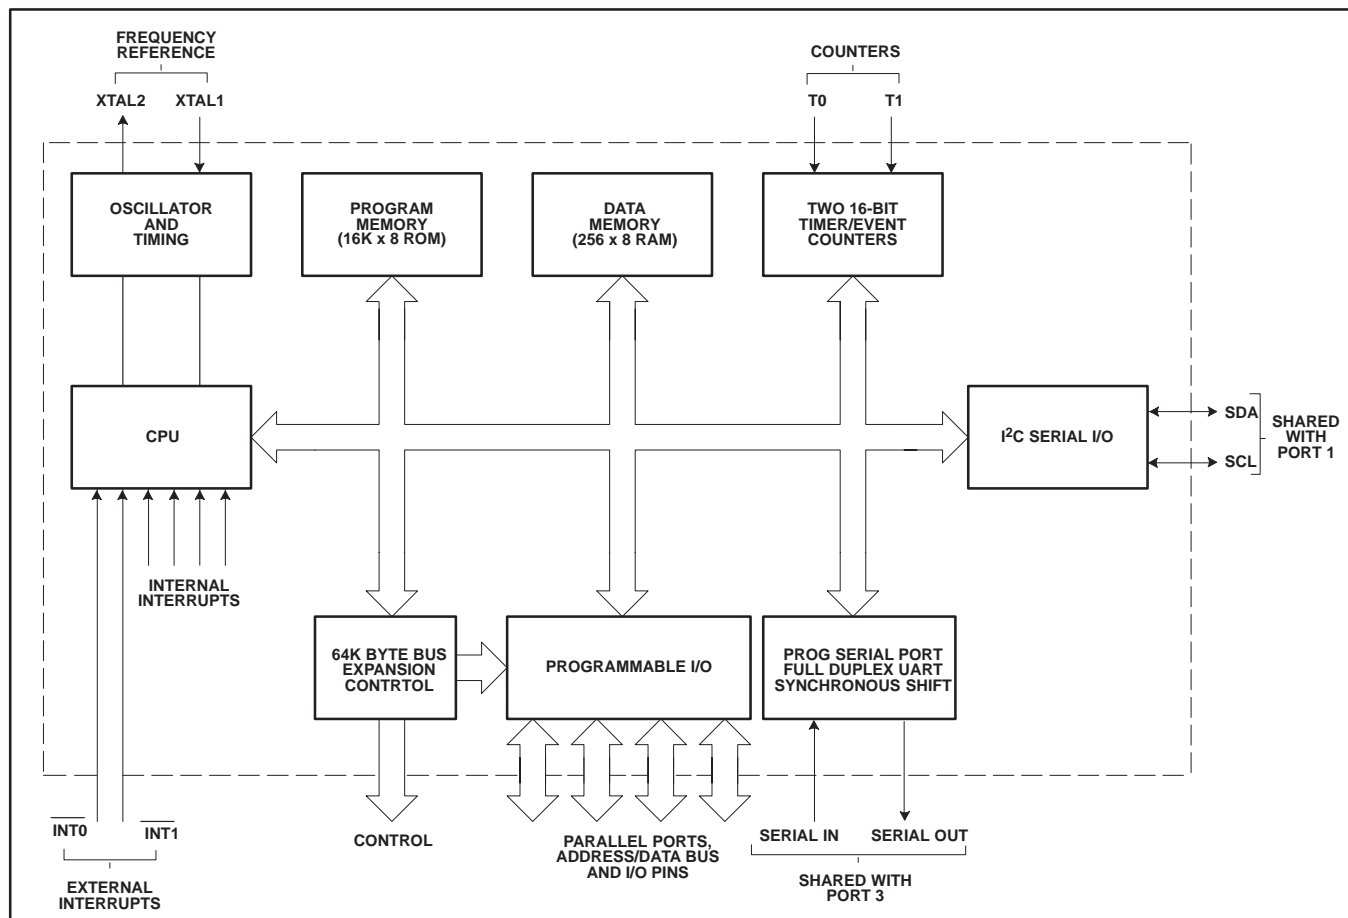 FREQUENCY
REFERENCE
XTAL2 XTAL1
COUNTERS
T0 T1
OSCILLATOR
AND
TIMING
PROGRAM
MEMORY
(16K x 8 ROM)
DATA
MEMORY
(256 x 8 RAM)
TWO 16-BIT
TIMER/EVENT
COUNTERS
CPU
I²C SERIAL I/O
SDA
SCL
SHARED
WITH
PORT 1
INTERNAL
INTERRUPTS
64K BYTE BUS
EXPANSION
CONTRTOL
PROGRAMMABLE I/O
PROG SERIAL PORT
FULL DUPLEX UART
SYNCHRONOUS SHIFT
INT0 INT1
EXTERNAL
INTERRUPTS
CONTROL
PARALLEL PORTS,
ADDRESS/DATA BUS
AND I/O PINS
SERIAL IN SERIAL OUT
SHARED WITH
PORT 3